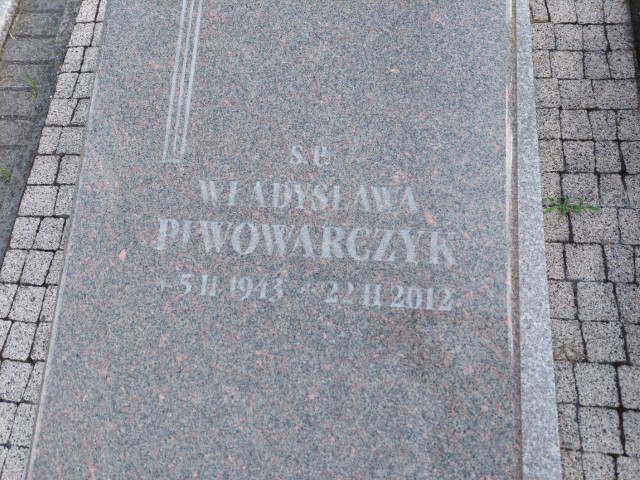 Ś.P.
WŁADYSŁAWA
PIWOWARCZYK
* 5 II 1943 + 22 II 2012